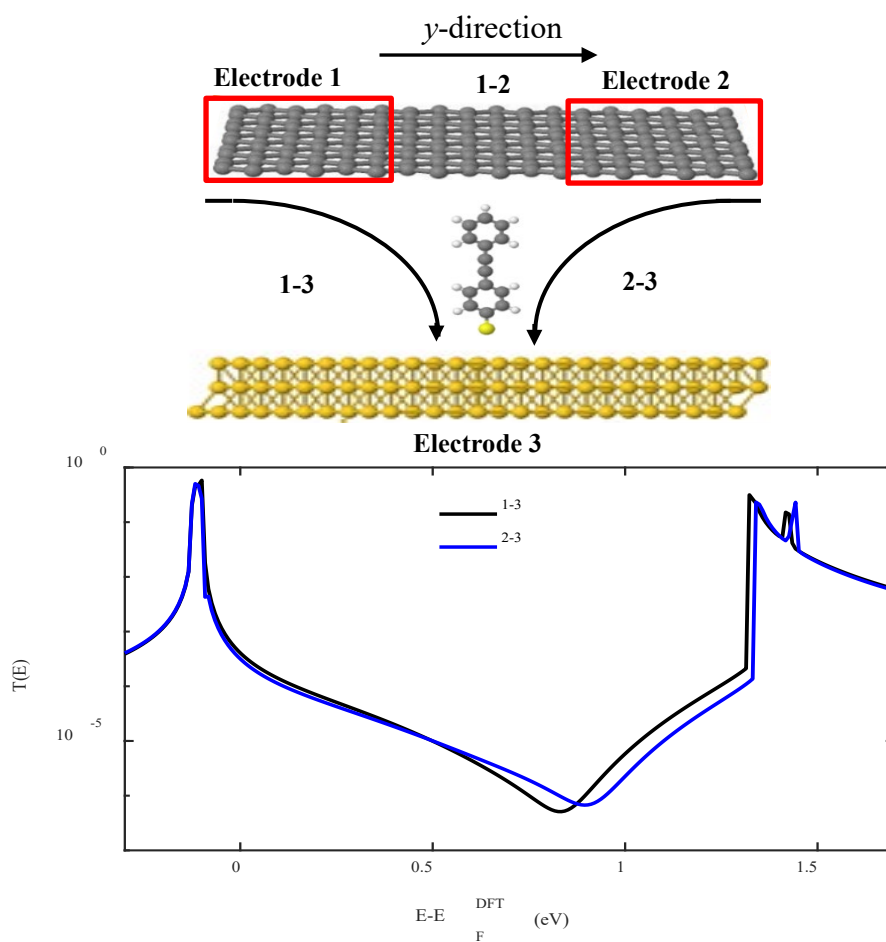 y-direction
Electrode 1
1-2
Electrode 2
1-3
2-3
Electrode 3
10 0
1-3
2-3
T(E)
10 -5
0
0.5
1
1.5
E-E DFT F (eV)